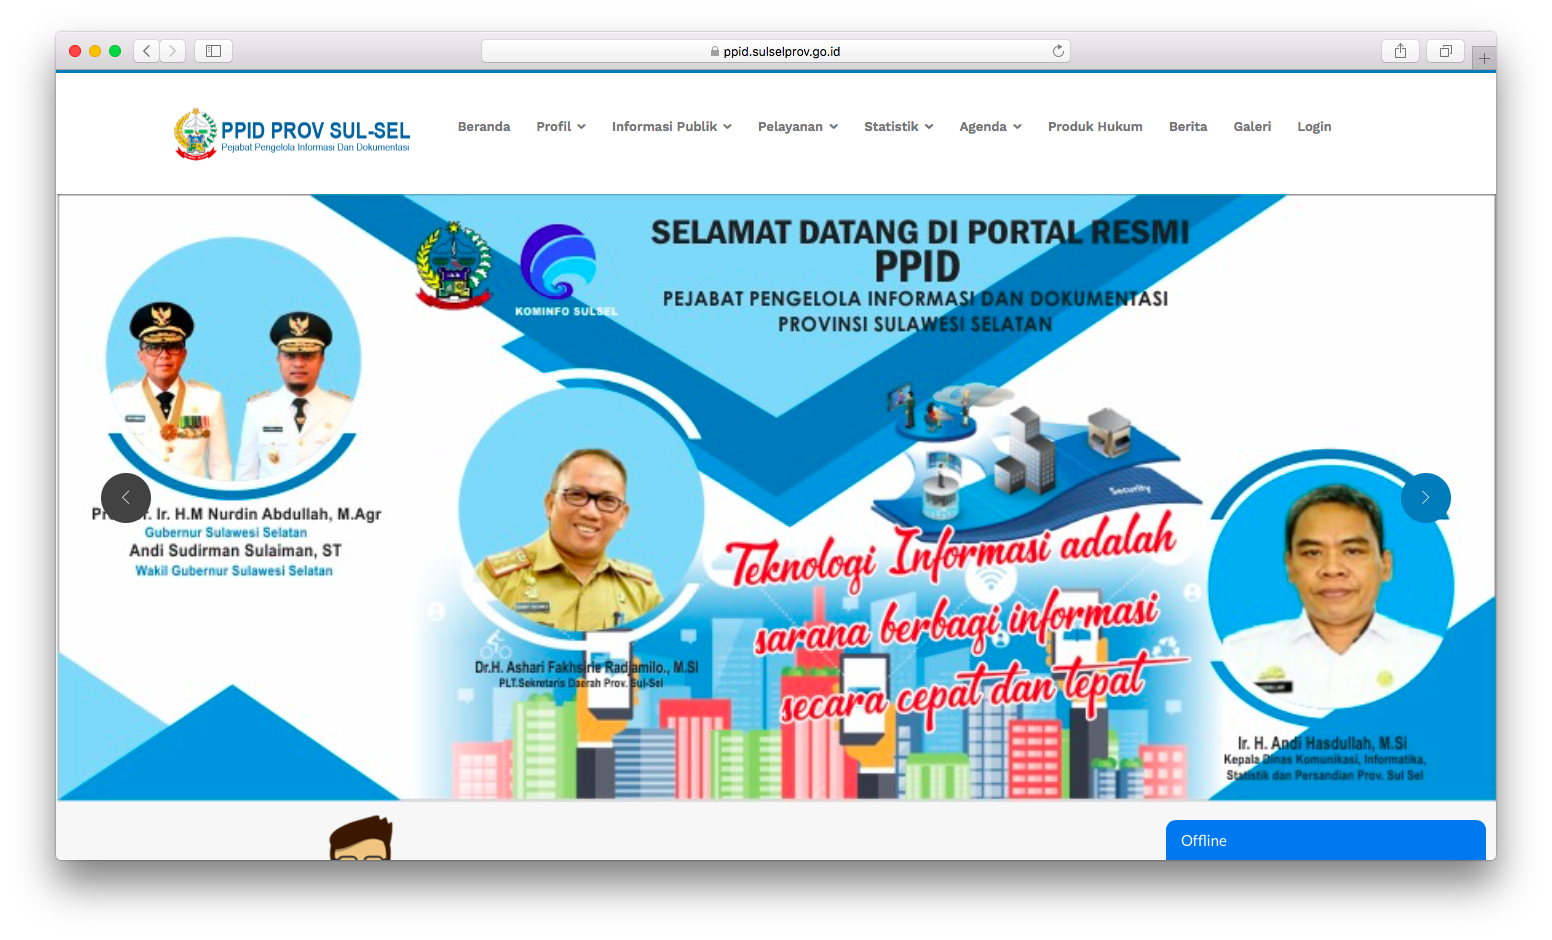 ppid.sulselprov.go.id
PPID PROV SUL-SEL
Pejabat Pengelola Informasi Dan Dokumentasi
Beranda Profil Informasi Publik Pelayanan Statistik Agenda Produk Hukum Berita Galeri Login
SELAMAT DATANG DI PORTAL RESMI
PPID
PEJABAT PENGELOLA INFORMASI DAN DOKUMENTASI
PROVINSI SULAWESI SELATAN
KOMINFO SULSEL
Ir. H.M Nurdin Abdullah, M.Agr
Gubernur Sulawesi Selatan
Andi Sudirman Sulaiman, ST
Wakil Gubernur Sulawesi Selatan
Security
Teknologi Informasi adalah
sarana berbagi informasi
secara cepat dan tepat
Dr.H. Ashari Fakhsirie Radjamilo., M.SI
PLT.Sekretaris Daerah Prov. Sul-Sel
Ir. H. Andi Hasdullah, M.Si
Kepala Dinas Komunikasi, Informatika,
Statistik dan Persandian Prov. Sul Sel
Offline